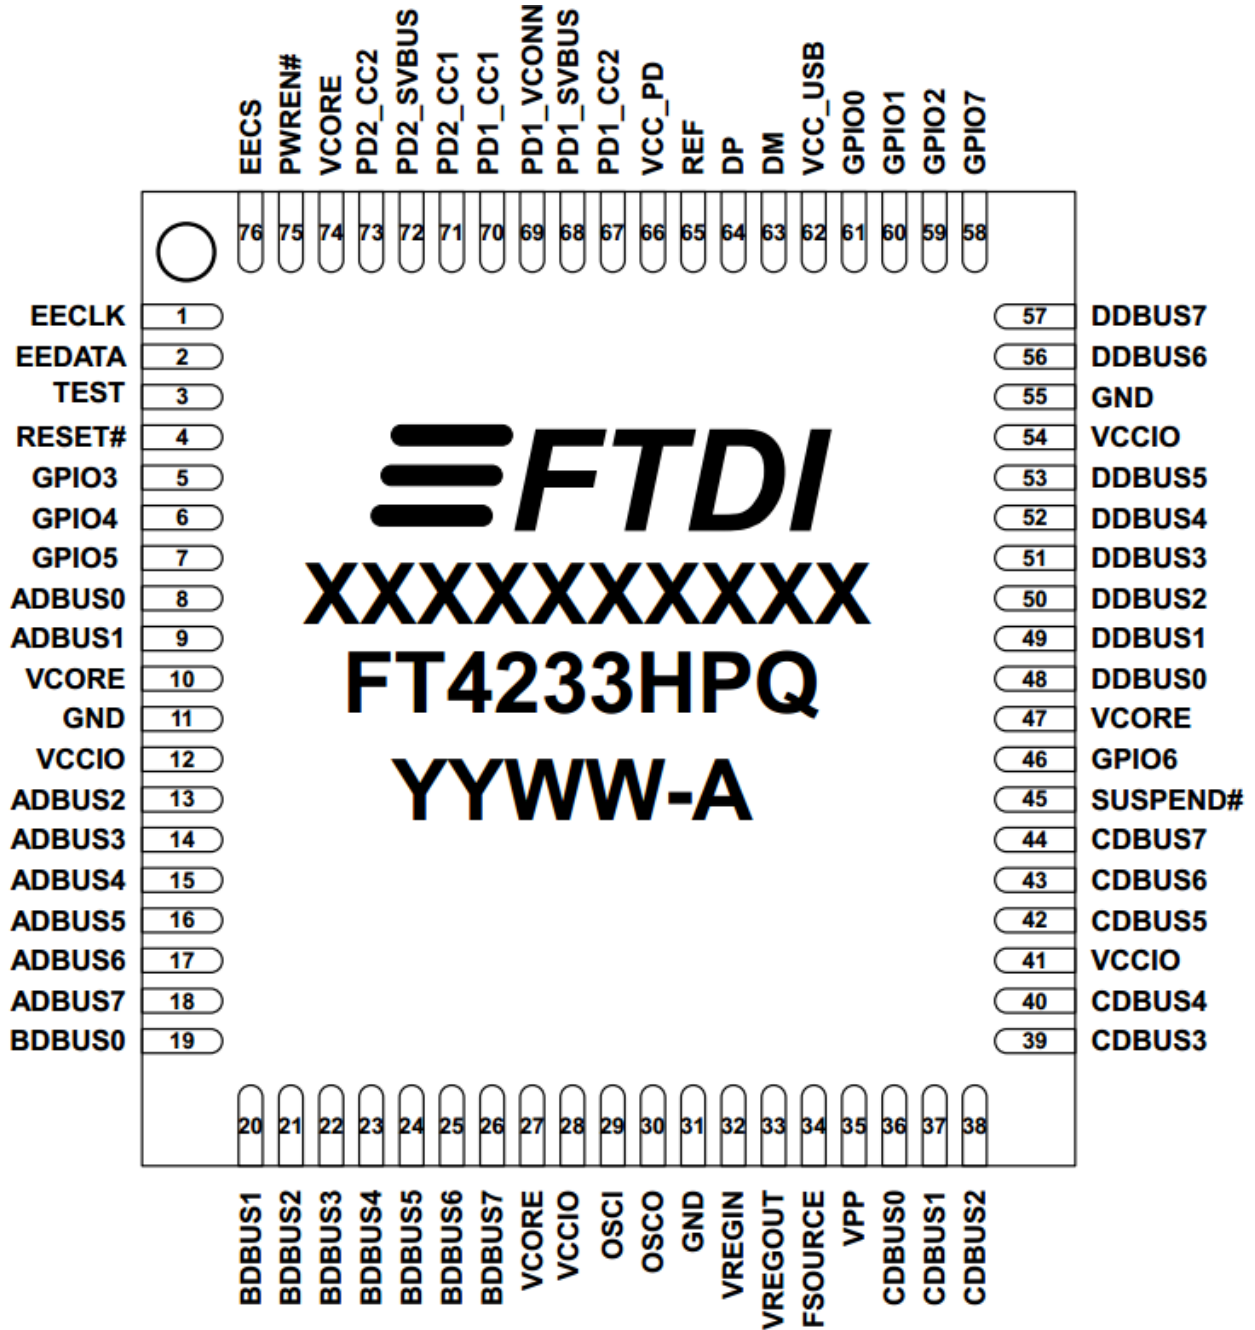 EECS
PWREN#
VCORE
PD2_CC2
PD2_SVBUS
PD2_CC1
PD1_CC1
PD1_VCONN
PD1_SVBUS
PD1_CC2
VCC_PD
REF
DP
DM
VCC_USB
GPIO0
GPIO1
GPIO2
GPIO7
76 75 74 73 72 71 70 69 68 67 66 65 64 63 62 61 60 59 58
EECLK 1
EEDATA 2
TEST 3
RESET# 4
GPIO3 5
GPIO4 6
GPIO5 7
ADBUS0 8
ADBUS1 9
VCORE 10
GND 11
VCCIO 12
ADBUS2 13
ADBUS3 14
ADBUS4 15
ADBUS5 16
ADBUS6 17
ADBUS7 18
BDBUS0 19
FTDI
XXXXXXXXXX
FT4233HPQ
YYWW-A
57 DDBUS7
56 DDBUS6
55 GND
54 VCCIO
53 DDBUS5
52 DDBUS4
51 DDBUS3
50 DDBUS2
49 DDBUS1
48 DDBUS0
47 VCORE
46 GPIO6
45 SUSPEND#
44 CDBUS7
43 CDBUS6
42 CDBUS5
41 VCCIO
40 CDBUS4
39 CDBUS3
20 21 22 23 24 25 26 27 28 29 30 31 32 33 34 35 36 37 38
BDBUS1
BDBUS2
BDBUS3
BDBUS4
BDBUS5
BDBUS6
BDBUS7
VCORE
VCCIO
OSCI
OSCO
GND
VREGIN
VREGOUT
FSOURCE
VPP
CDBUS0
CDBUS1
CDBUS2